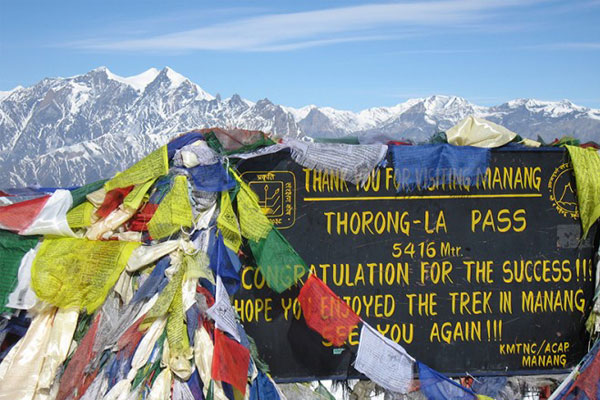 THANK YOU FOR VISITING MANANG
THORONG-LA PASS
5416 Mtr.
CONGRATULATION FOR THE SUCCESS!!!
HOPE YOU ENJOYED THE TREK IN MANANG
SEE YOU AGAIN!!!
KMTNC/ACAP
MANANG